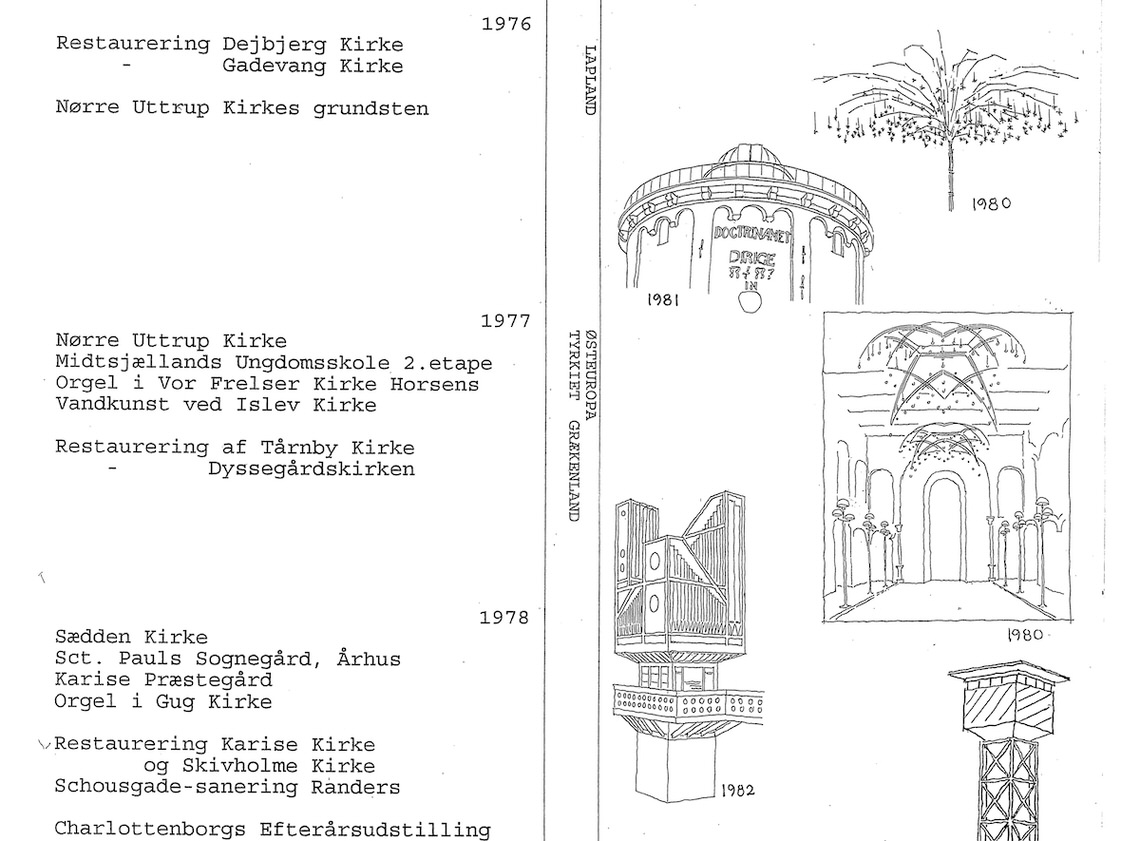 1976
Restaurering Dejbjerg Kirke
- Gadevang Kirke
Nørre Uttrup Kirkes grundsten
1977
Nørre Uttrup Kirke
Midtsjællands Ungdomsskole 2.etape
Orgel i Vor Frelser Kirke Horsens
Vandkunst ved Islev Kirke
Restaurering af Tårnby Kirke
- Dyssegårdskirken
1978
Sædden Kirke
Sct. Pauls Sognegård, Århus
Karise Præstegård
Orgel i Gug Kirke
Restaurering Karise Kirke
og Skivholme Kirke
Schousgade-sanering Randers
Charlottenborgs Efterårsudstilling
LAPLAND
ØSTEUROPA
TYRKIET GRÆKENLAND
1980
DOCTRINAMET
DIRIGE
IN
1981
1980
1982